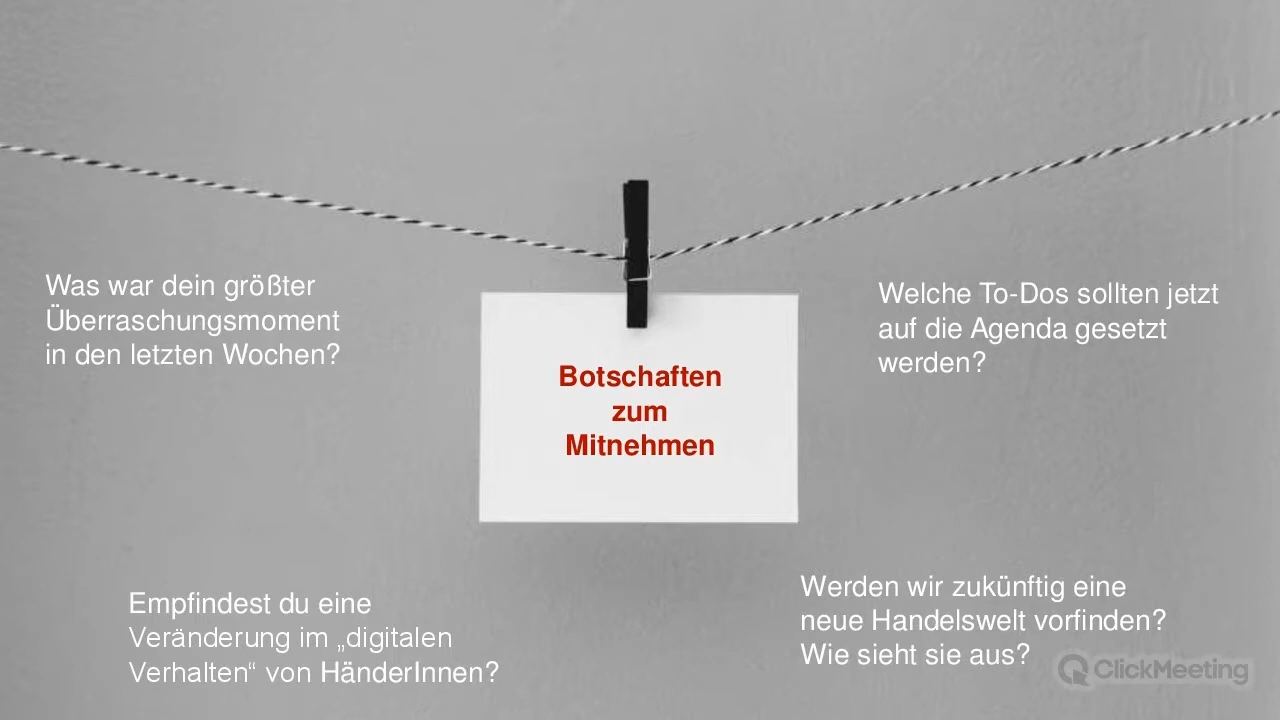 Was war dein größter
Überraschungsmoment
in den letzten Wochen?
Welche To-Dos sollten jetzt
auf die Agenda gesetzt
werden?
Botschaften
zum
Mitnehmen
Empfindest du eine
Veränderung im „digitalen
Verhalten“ von HänderInnen?
Werden wir zukünftig eine
neue Handelswelt vorfinden?
Wie sieht sie aus?
ClickMeeting